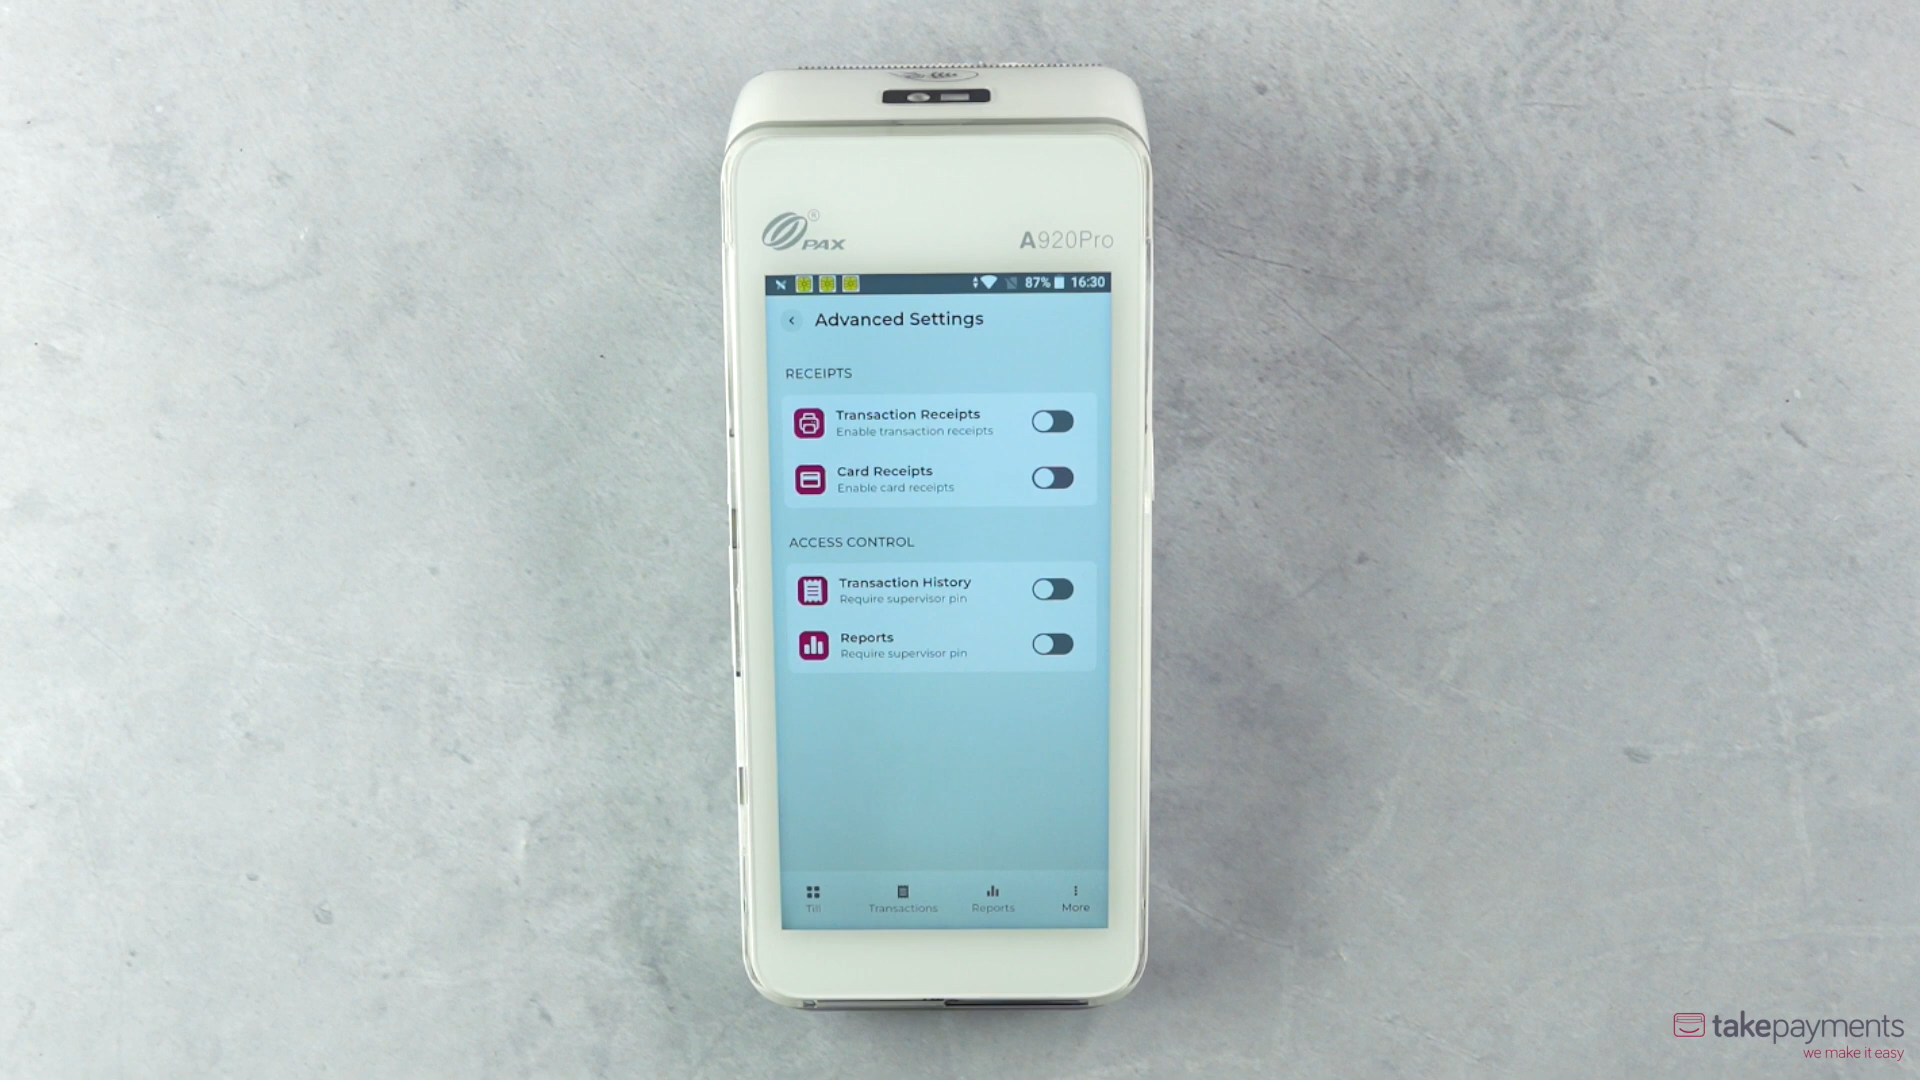 PAX®
A920Pro
87% 16:30
Advanced Settings
RECEIPTS
Transaction Receipts
Enable transaction receipts
Card Receipts
Enable card receipts
ACCESS CONTROL
Transaction History
Require supervisor pin
Reports
Require supervisor pin
Till Transactions Reports More
takepayments
we make it easy